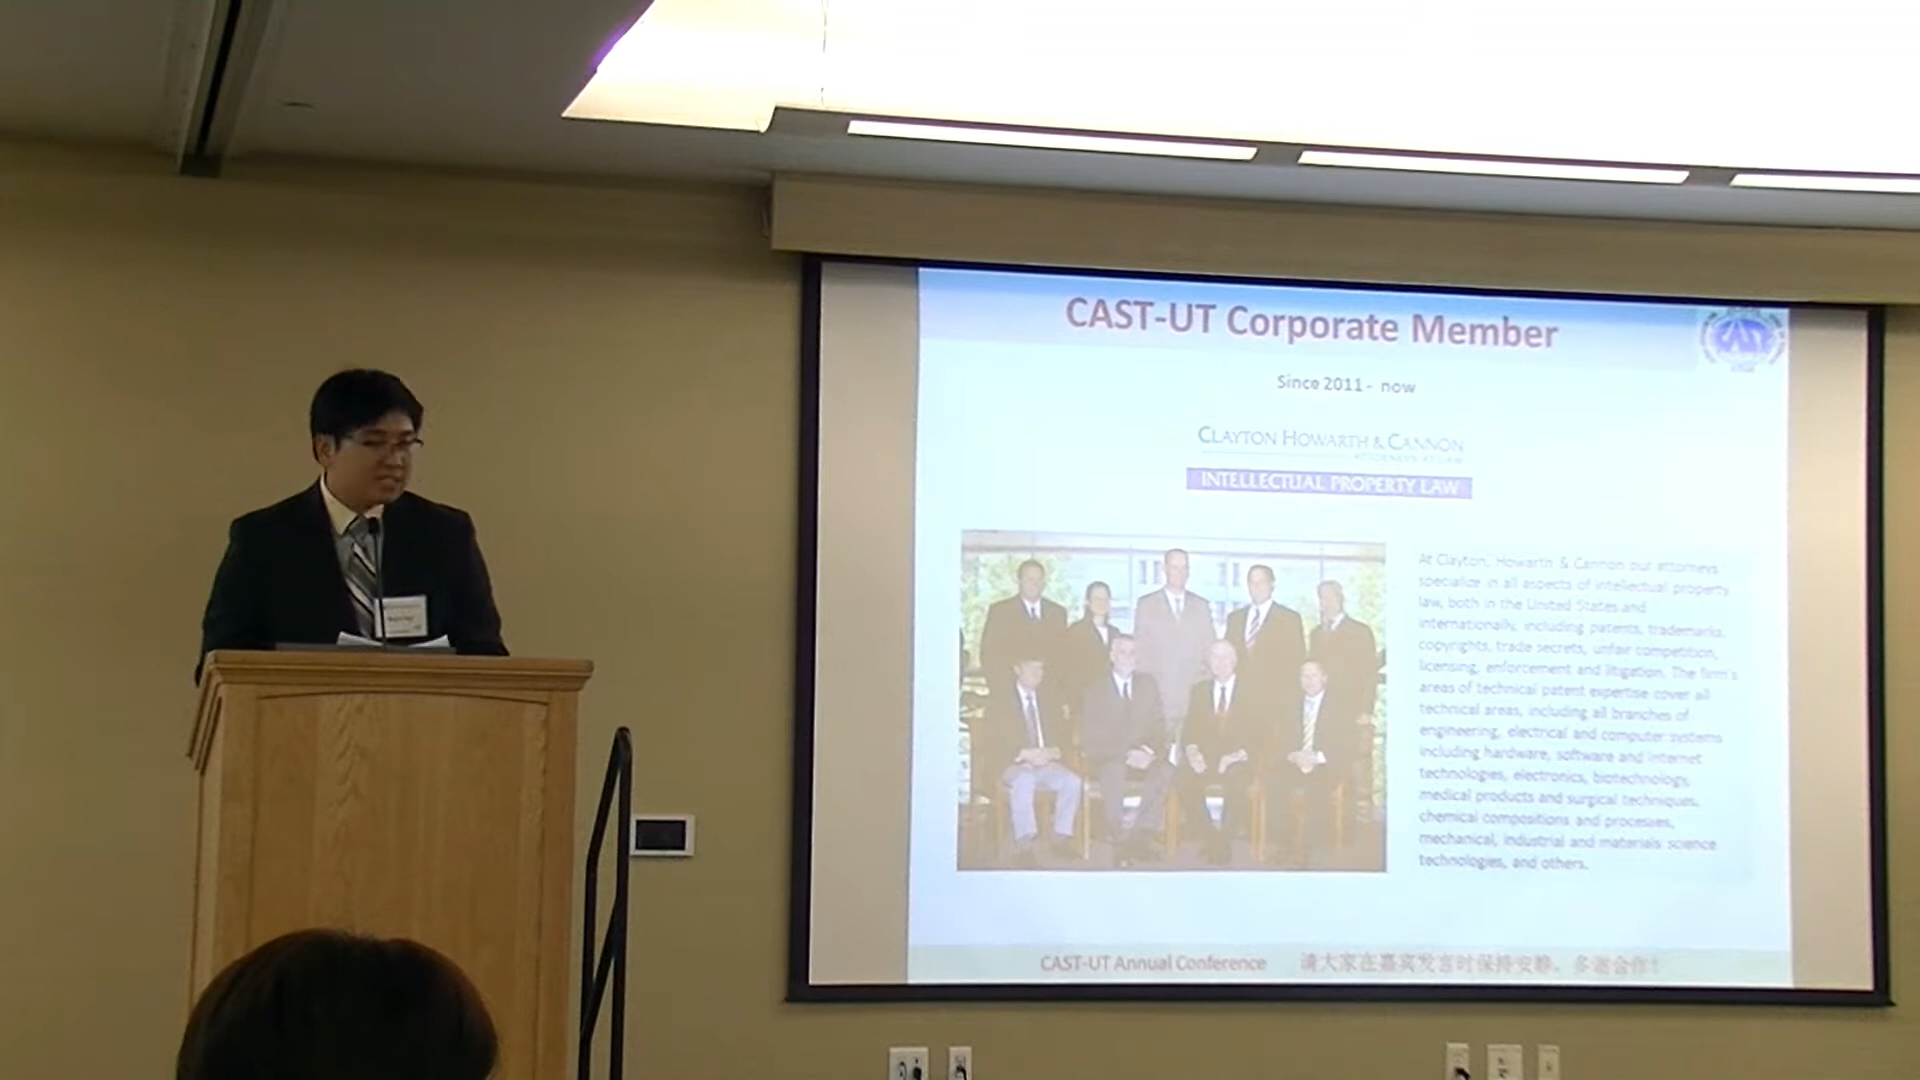 CAST-UT Corporate Member
Since 2011 - now
CLAYTON HOWARTH & CANNON
ATTORNEYS AT LAW
INTELLECTUAL PROPERTY LAW
At Clayton, Howarth & Cannon our attorneys
specialize in all aspects of intellectual property
law, both in the United States and
internationally, including patents, trademarks,
copyrights, trade secrets, unfair competition,
licensing, enforcement and litigation. The firm's
areas of technical patent expertise cover all
technical areas, including all branches of
engineering, electrical and computer systems
including hardware, software and internet
technologies, electronics, biotechnology,
medical products and surgical techniques,
chemical compositions and processes,
mechanical, industrial and materials science
technologies, and others.
CAST-UT Annual Conference 请大家在嘉宾发言时保持安静。多谢合作！